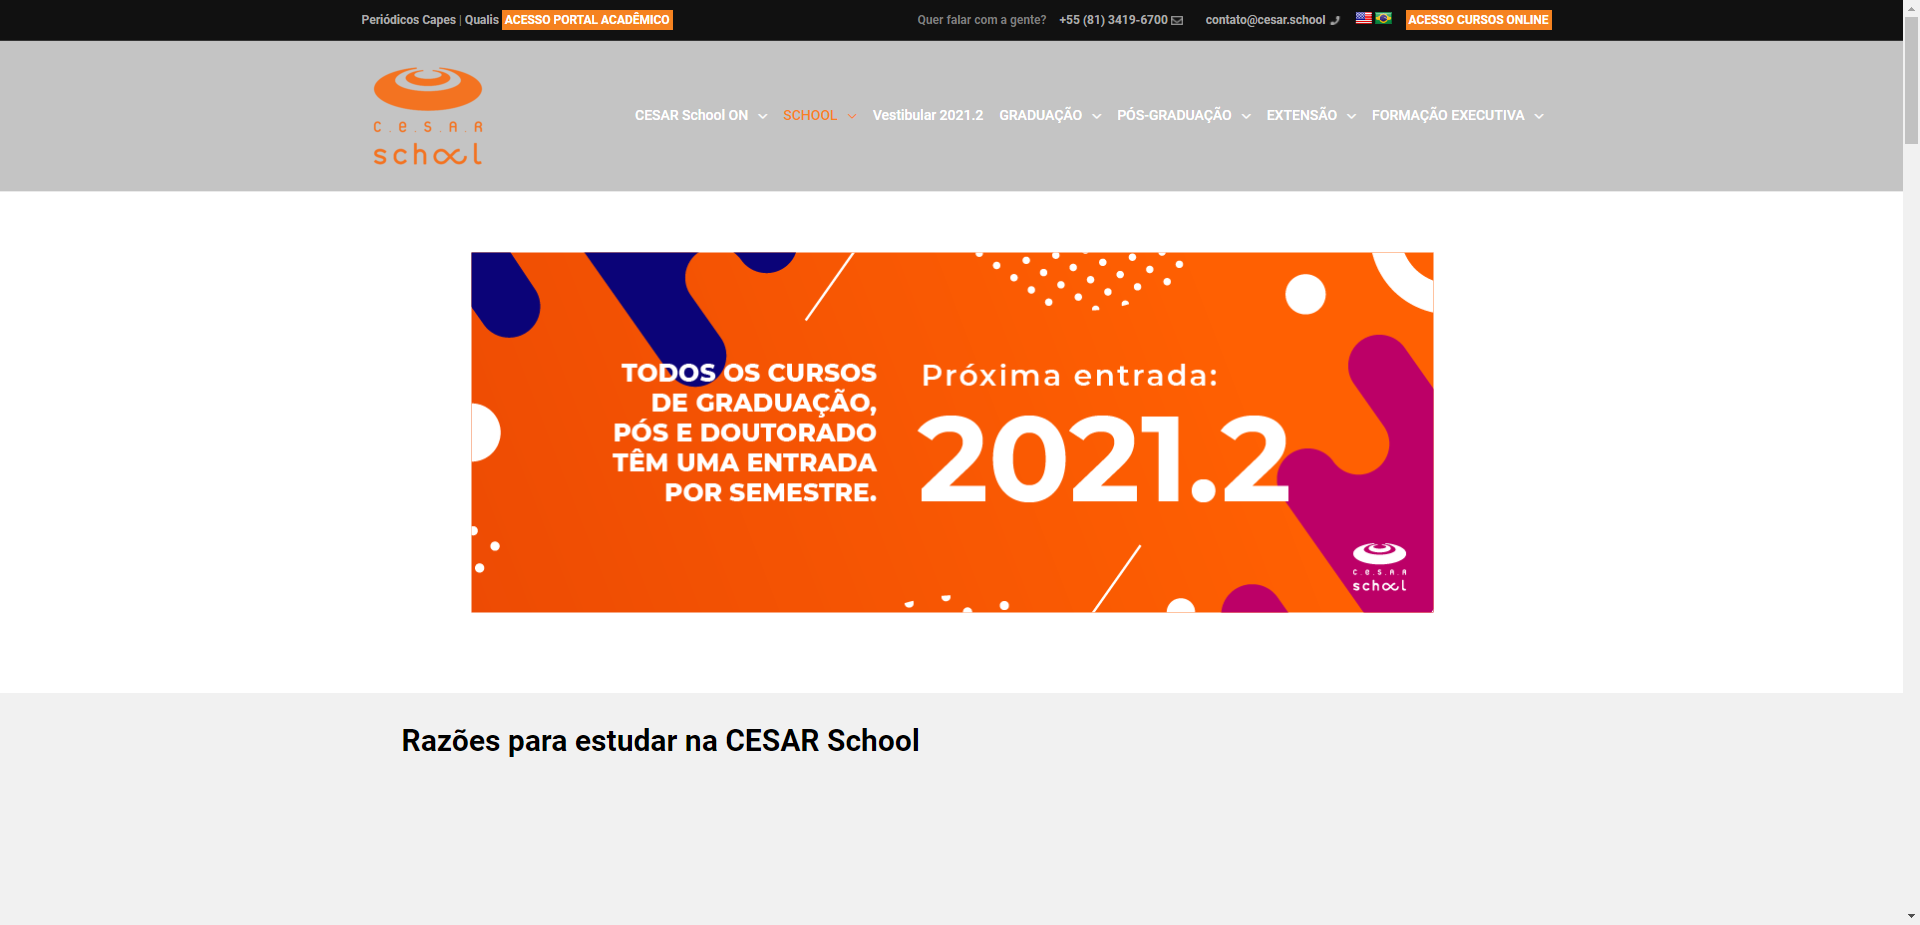 Periódicos Capes | Qualis ACESSO PORTAL ACADÊMICO
Quer falar com a gente? +55 (81) 3419-6700 contato@cesar.school ACESSO CURSOS ONLINE
c.e.s.a.r
school
CESAR School ON SCHOOL Vestibular 2021.2 GRADUAÇÃO PÓS-GRADUAÇÃO EXTENSÃO FORMAÇÃO EXECUTIVA
TODOS OS CURSOS
DE GRADUAÇÃO,
PÓS E DOUTORADO
TÊM UMA ENTRADA
POR SEMESTRE.
Próxima entrada:
2021.2
c.e.s.a.r
school
Razões para estudar na CESAR School